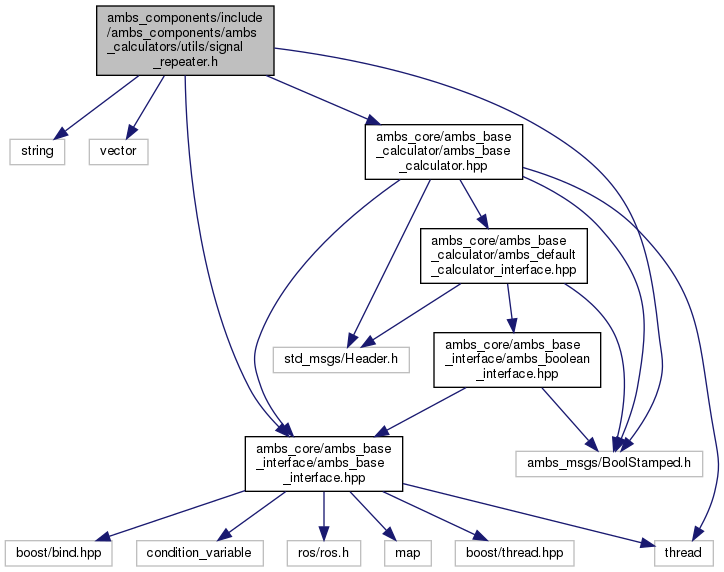 ambs_components/include
/ambs_components/ambs
_calculators/utils/signal
_repeater.h
string
vector
ambs_core/ambs_base
_calculator/ambs_base
_calculator.hpp
ambs_core/ambs_base
_calculator/ambs_default
_calculator_interface.hpp
std_msgs/Header.h
ambs_core/ambs_base
_interface/ambs_boolean
_interface.hpp
ambs_core/ambs_base
_interface/ambs_base
_interface.hpp
ambs_msgs/BoolStamped.h
boost/bind.hpp
condition_variable
ros/ros.h
map
boost/thread.hpp
thread